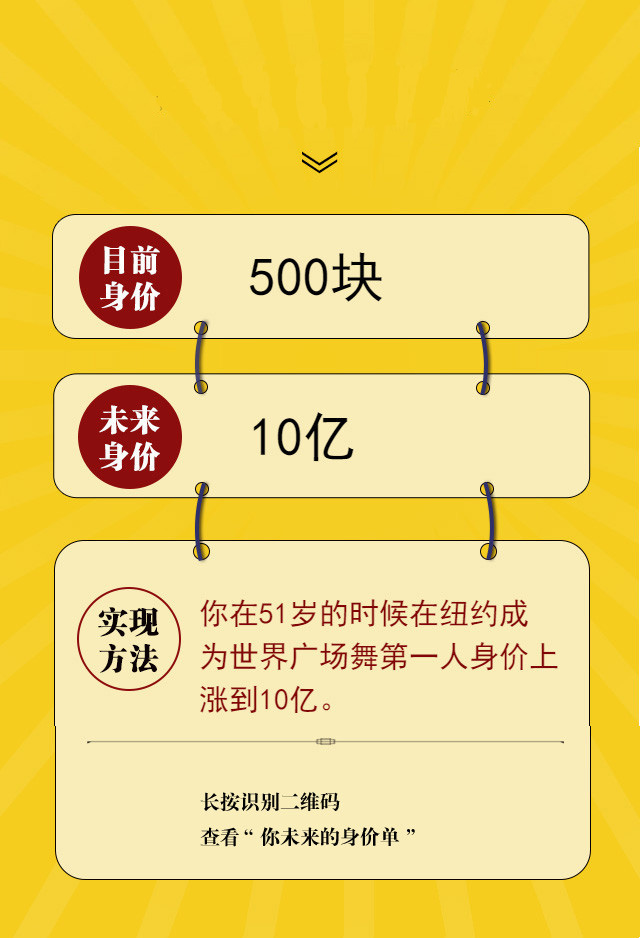 目前
身价
500块
未来
身价
10亿
实现
方法
你在51岁的时候在纽约成
为世界广场舞第一人身价上
涨到10亿。
长按识别二维码
查看“你未来的身价单”